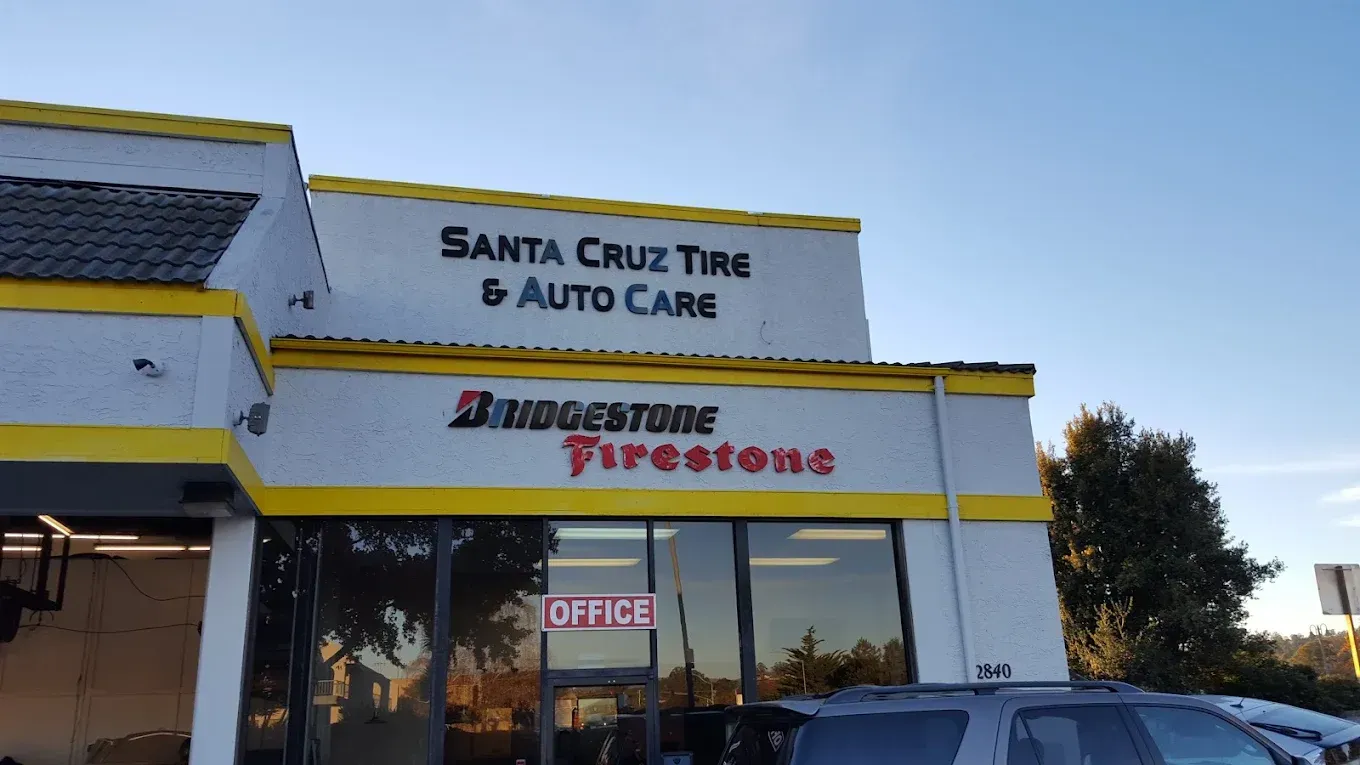 SANTA CRUZ TIRE
& AUTO CARE
BRIDGESTONE
Firestone
OFFICE
2840